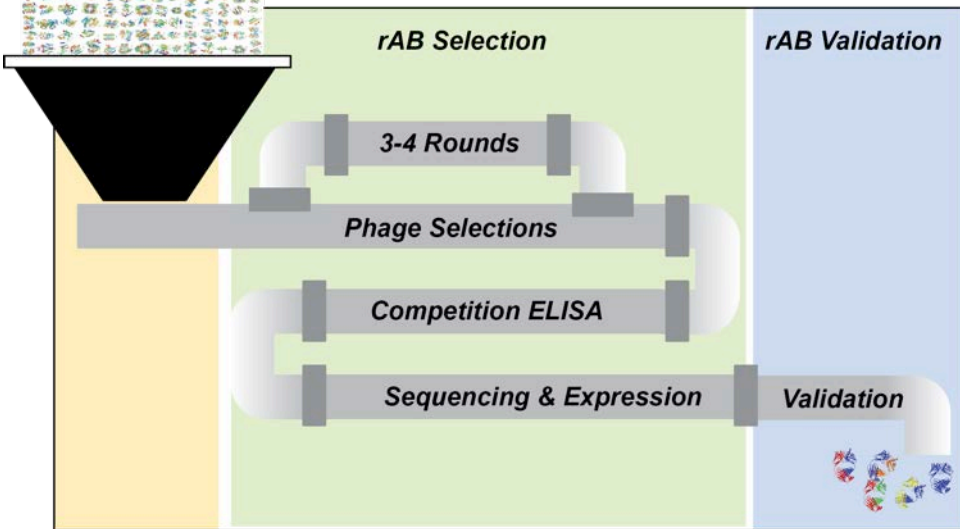 rAB Selection
rAB Validation
3-4 Rounds
Phage Selections
Competition ELISA
Sequencing & Expression
Validation